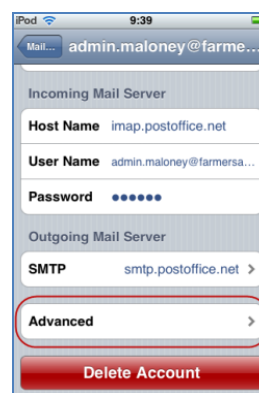 iPod 9:39
Mail... admin.maloney@farme...
Incoming Mail Server
Host Name imap.postoffice.net
User Name admin.maloney@farmersa...
Password ●●●●●●
Outgoing Mail Server
SMTP smtp.postoffice.net >
Advanced >
Delete Account